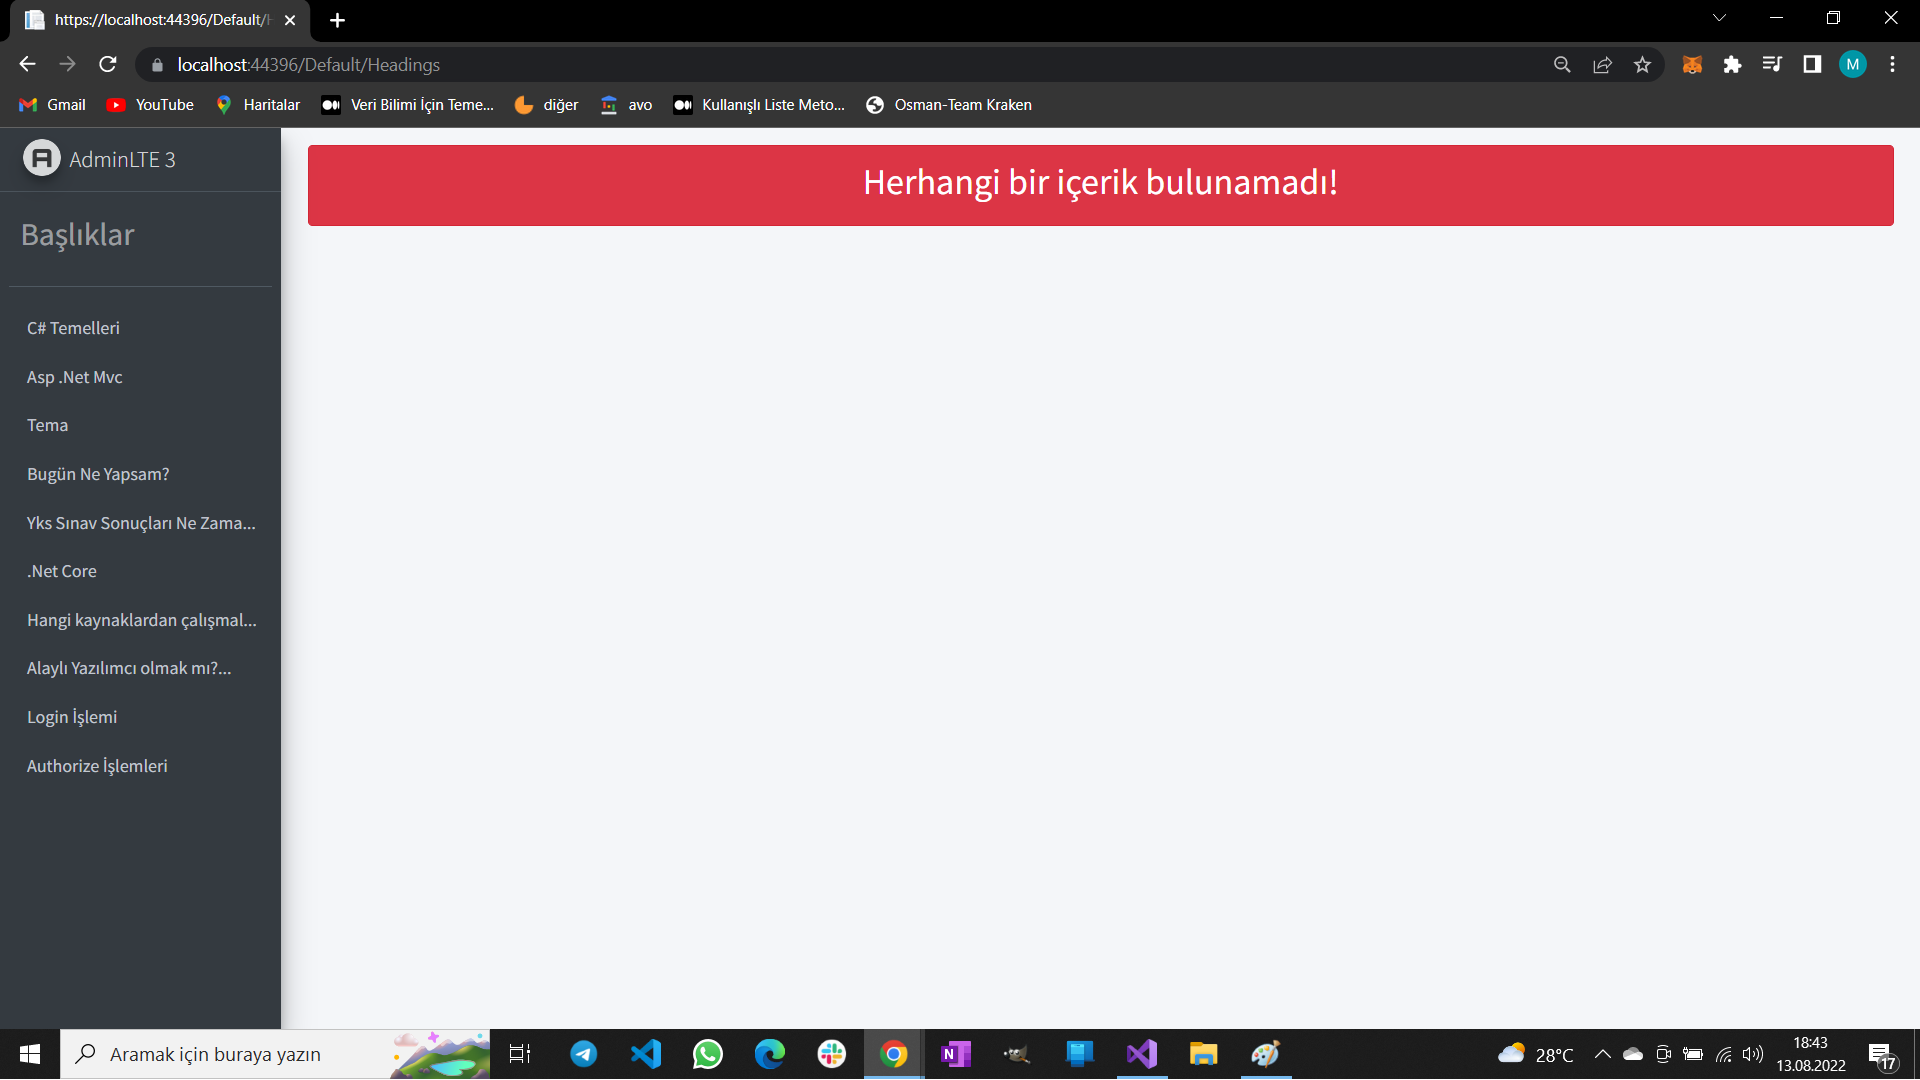 https://localhost:44396/Default/H
localhost:44396/Default/Headings
M
Gmail
YouTube
Haritalar
Veri Bilimi İçin Teme...
diğer
avo
Kullanışlı Liste Meto...
Osman-Team Kraken
AdminLTE 3
Herhangi bir içerik bulunamadı!
Başlıklar
C# Temelleri
Asp .Net Mvc
Tema
Bugün Ne Yapsam?
Yks Sınav Sonuçları Ne Zama...
.Net Core
Hangi kaynaklardan çalışmal...
Alaylı Yazılımcı olmak mı?...
Login İşlemi
Authorize İşlemleri
Aramak için buraya yazın
28°C
18:43
13.08.2022
17